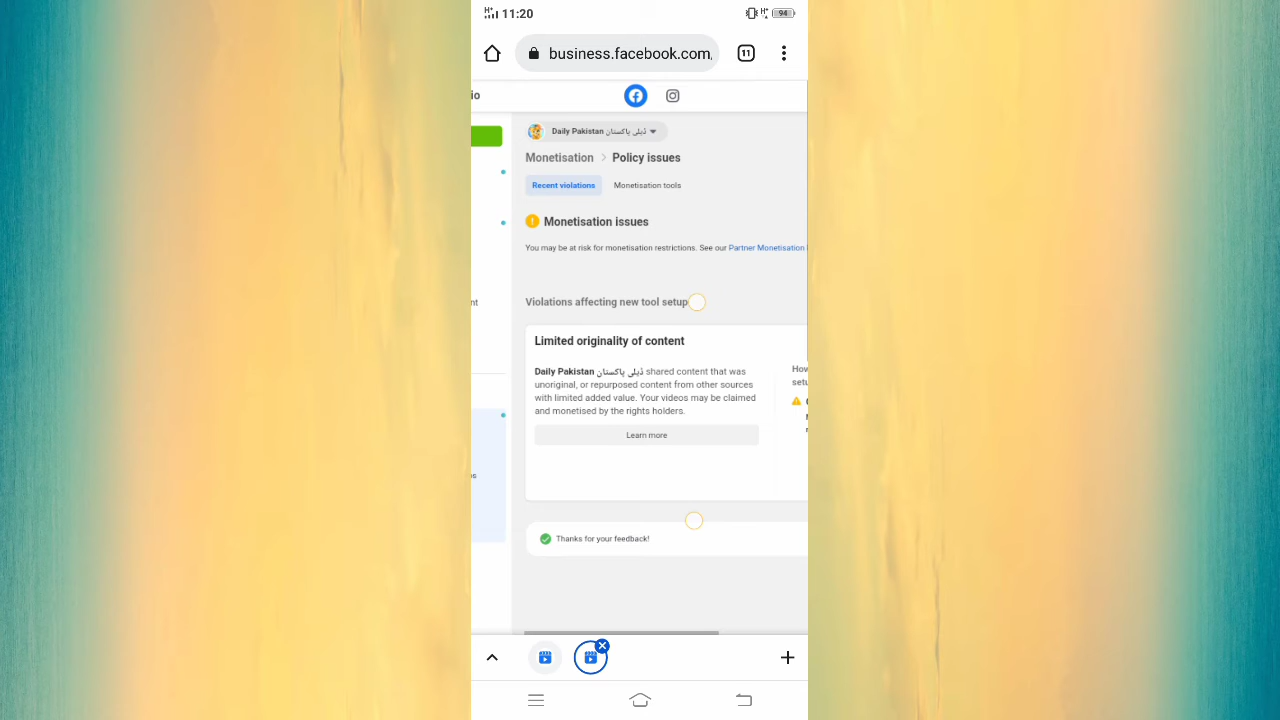 H+ 11:20 H+ 94
business.facebook.com, 11
io
Daily Pakistan ڈیلی پاکستان
Monetisation > Policy issues
Recent violations Monetisation tools
Monetisation issues
You may be at risk for monetisation restrictions. See our Partner Monetisation
nt
Violations affecting new tool setup
Limited originality of content
Daily Pakistan ڈیلی پاکستان shared content that was
unoriginal, or repurposed content from other sources
with limited added value. Your videos may be claimed
and monetised by the rights holders.
How
setu
Learn more
Thanks for your feedback!